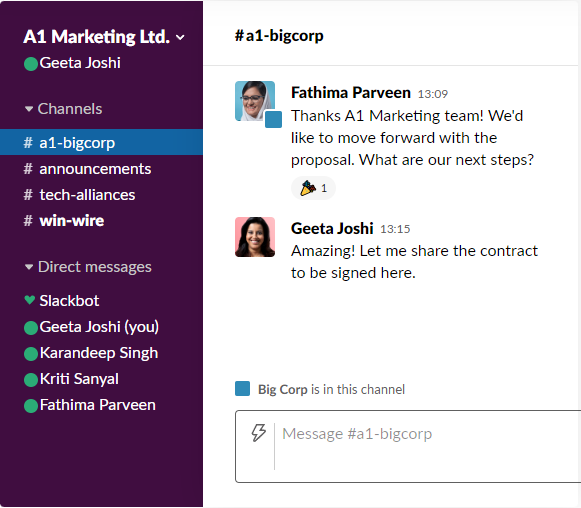 A1 Marketing Ltd.
Geeta Joshi
Channels
# a1-bigcorp
# announcements
# tech-alliances
# win-wire
Direct messages
Slackbot
Geeta Joshi (you)
Karandeep Singh
Kriti Sanyal
Fathima Parveen
#a1-bigcorp
Fathima Parveen 13:09
Thanks A1 Marketing team! We'd
like to move forward with the
proposal. What are our next steps?
1
Geeta Joshi 13:15
Amazing! Let me share the contract
to be signed here.
Big Corp is in this channel
Message #a1-bigcorp